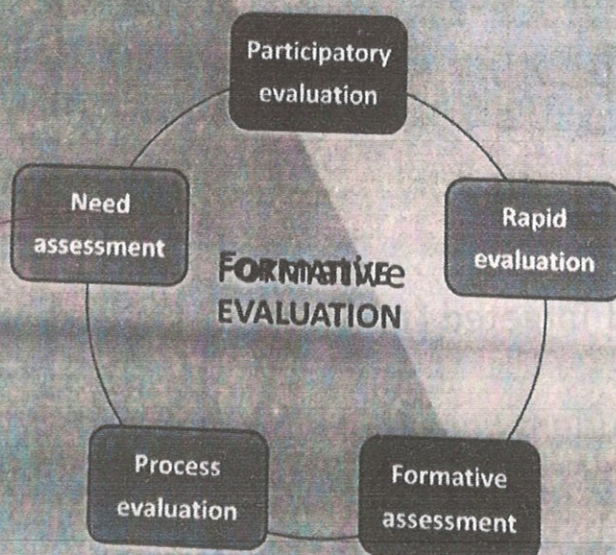 Participatory
evaluation
Need
assessment
Rapid
evaluation
FORMATIVE
EVALUATION
Process
evaluation
Formative
assessment